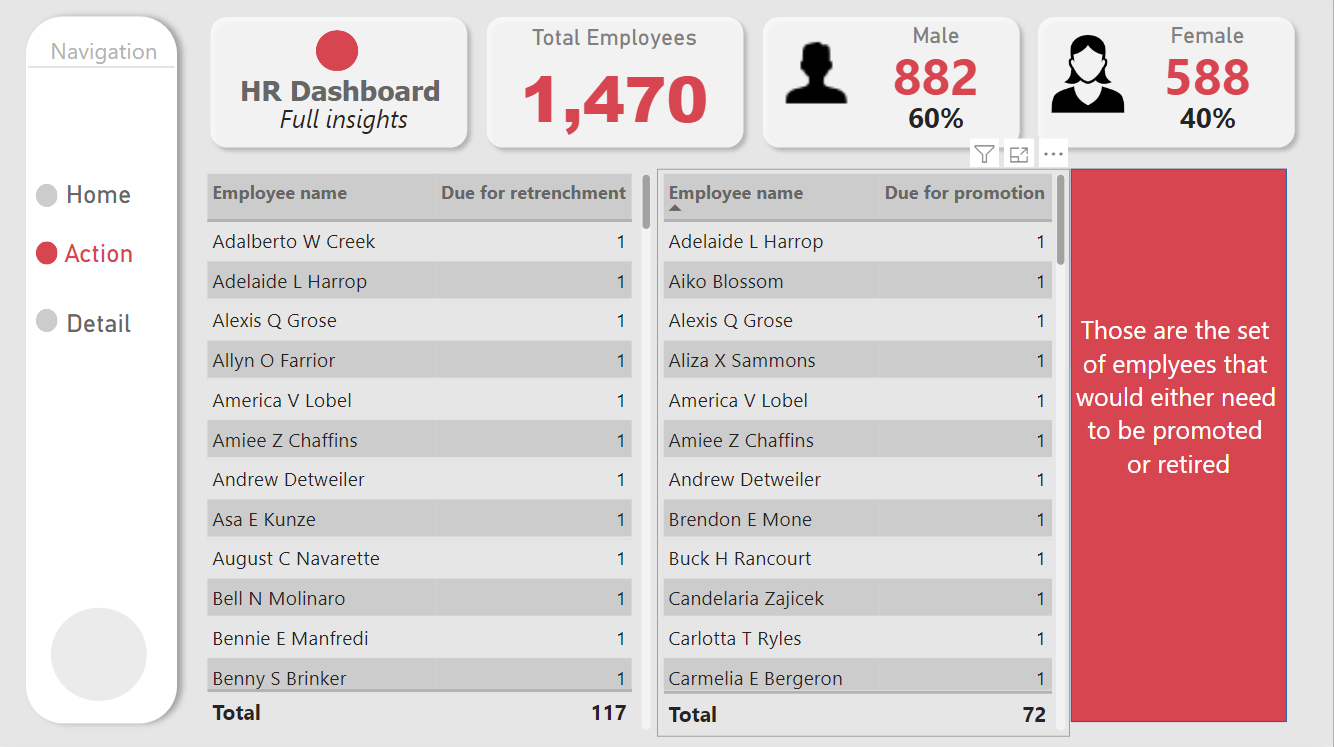 Navigation
Home
Action
Detail
HR Dashboard
Full insights
Total Employees
1,470
Male
882
60%
Female
588
40%
Employee name Due for retrenchment
Adalberto W Creek 1
Adelaide L Harrop 1
Alexis Q Grose 1
Allyn O Farrior 1
America V Lobel 1
Amiee Z Chaffins 1
Andrew Detweiler 1
Asa E Kunze 1
August C Navarette 1
Bell N Molinaro 1
Bennie E Manfredi 1
Benny S Brinker 1
Total 117
Employee name Due for promotion
Adelaide L Harrop 1
Aiko Blossom 1
Alexis Q Grose 1
Aliza X Sammons 1
America V Lobel 1
Amiee Z Chaffins 1
Andrew Detweiler 1
Brendon E Mone 1
Buck H Rancourt 1
Candelaria Zajicek 1
Carlotta T Ryles 1
Carmelia E Bergeron 1
Total 72
Those are the set
of emplyees that
would either need
to be promoted
or retired